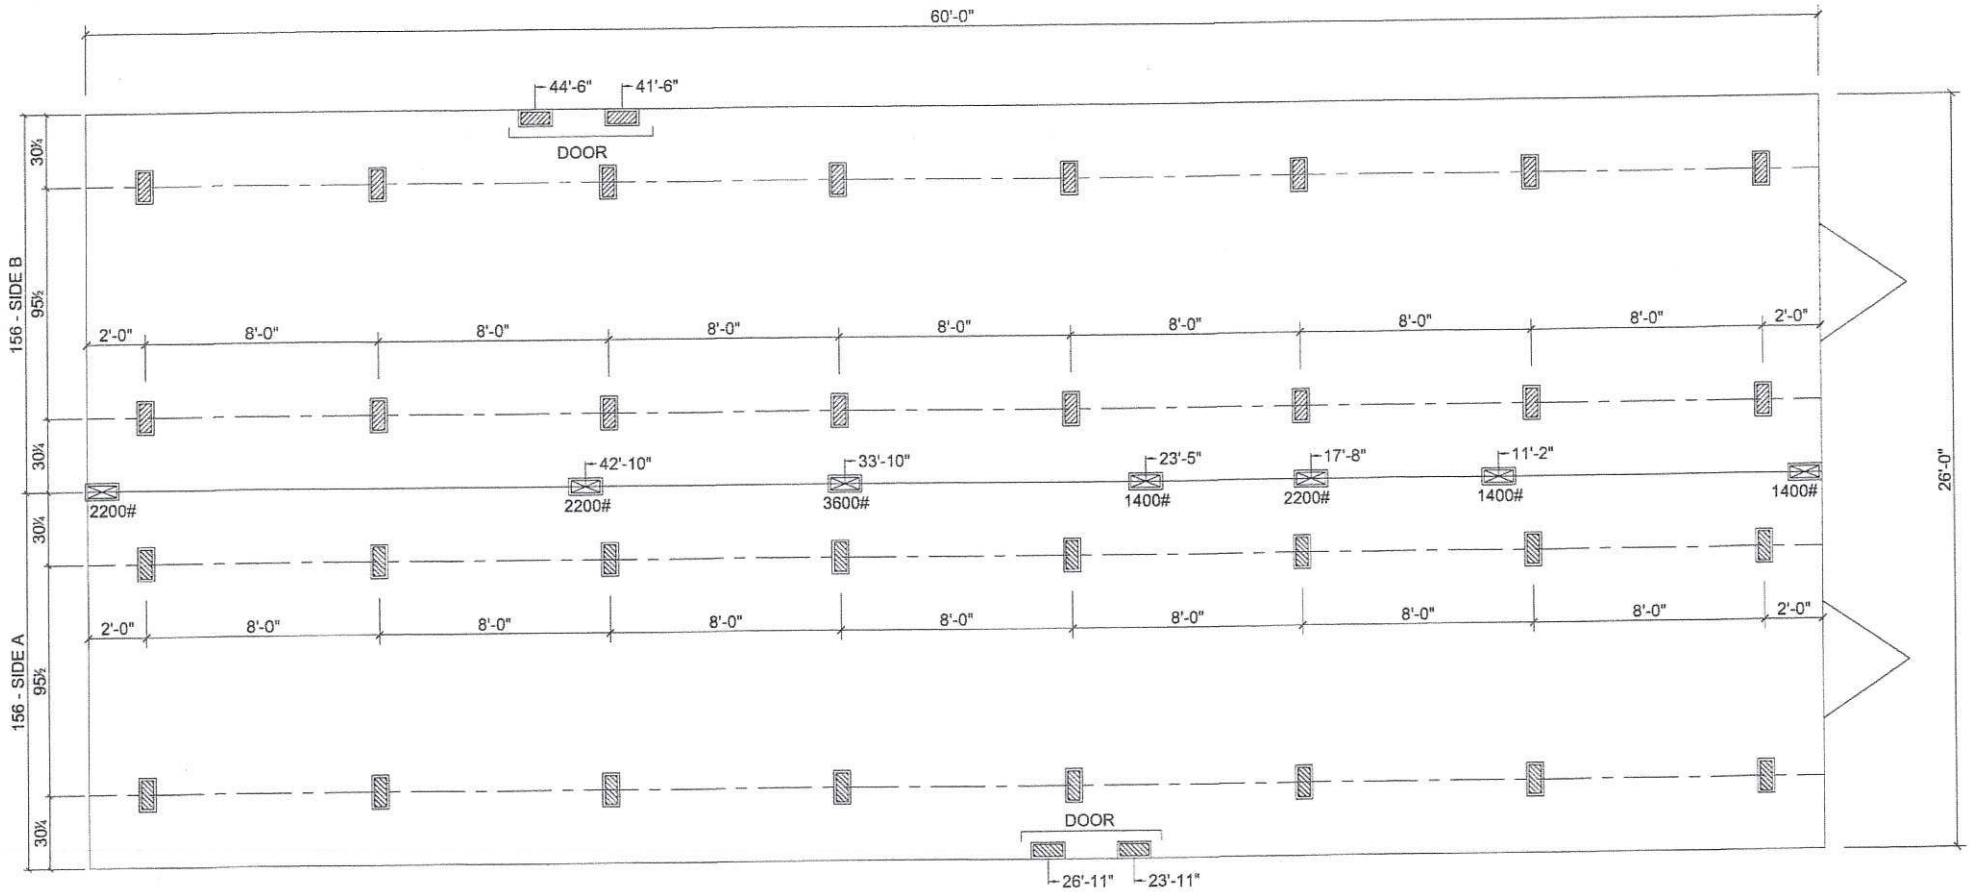 60'-0"
44'-6" 41'-6"
DOOR
30¼
156 - SIDE B
95½
2'-0" 8'-0" 8'-0" 8'-0" 8'-0" 8'-0" 8'-0" 8'-0" 2'-0"
30¼
42'-10" 33'-10" 23'-5" 17'-8" 11'-2"
2200# 2200# 3600# 1400# 2200# 1400# 1400#
26'-0"
30¼
2'-0" 8'-0" 8'-0" 8'-0" 8'-0" 8'-0" 8'-0" 8'-0" 2'-0"
156 - SIDE A
95½
30¼
DOOR
26'-11" 23'-11"